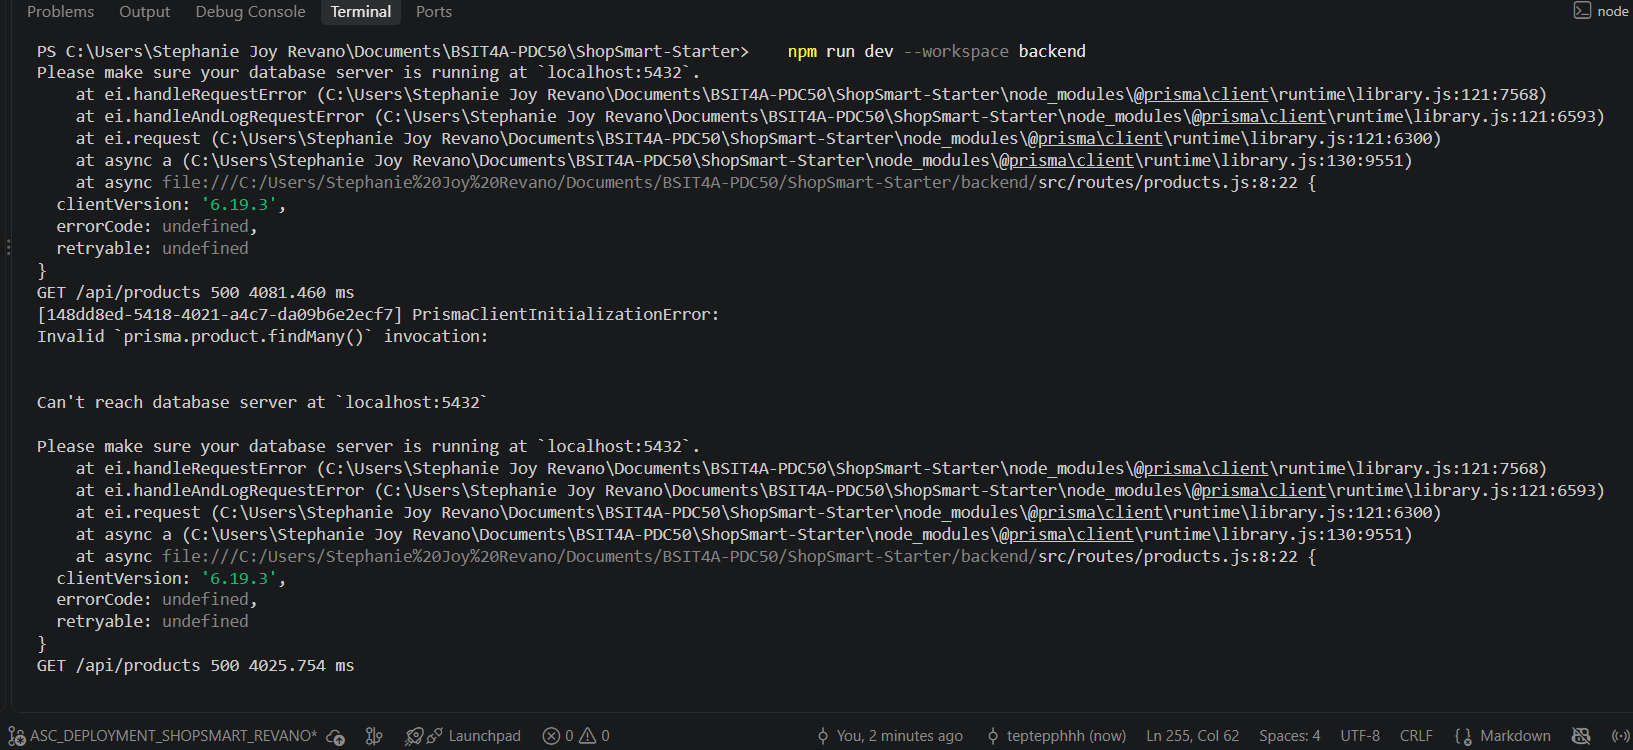 Problems Output Debug Console Terminal Ports node
PS C:\Users\Stephanie Joy Revano\Documents\BSIT4A-PDC50\ShopSmart-Starter> npm run dev --workspace backend
Please make sure your database server is running at `localhost:5432`.
at ei.handleRequestError (C:\Users\Stephanie Joy Revano\Documents\BSIT4A-PDC50\ShopSmart-Starter\node_modules\@prisma\client\runtime\library.js:121:7568)
at ei.handleAndLogRequestError (C:\Users\Stephanie Joy Revano\Documents\BSIT4A-PDC50\ShopSmart-Starter\node_modules\@prisma\client\runtime\library.js:121:6593)
at ei.request (C:\Users\Stephanie Joy Revano\Documents\BSIT4A-PDC50\ShopSmart-Starter\node_modules\@prisma\client\runtime\library.js:121:6300)
at async a (C:\Users\Stephanie Joy Revano\Documents\BSIT4A-PDC50\ShopSmart-Starter\node_modules\@prisma\client\runtime\library.js:130:9551)
at async file:///C:/Users/Stephanie%20Joy%20Revano/Documents/BSIT4A-PDC50/ShopSmart-Starter/backend/src/routes/products.js:8:22 {
clientVersion: '6.19.3',
errorCode: undefined,
retryable: undefined
}
GET /api/products 500 4081.460 ms
[148dd8ed-5418-4021-a4c7-da09b6e2ecf7] PrismaClientInitializationError:
Invalid `prisma.product.findMany()` invocation:
Can't reach database server at `localhost:5432`
Please make sure your database server is running at `localhost:5432`.
at ei.handleRequestError (C:\Users\Stephanie Joy Revano\Documents\BSIT4A-PDC50\ShopSmart-Starter\node_modules\@prisma\client\runtime\library.js:121:7568)
at ei.handleAndLogRequestError (C:\Users\Stephanie Joy Revano\Documents\BSIT4A-PDC50\ShopSmart-Starter\node_modules\@prisma\client\runtime\library.js:121:6593)
at ei.request (C:\Users\Stephanie Joy Revano\Documents\BSIT4A-PDC50\ShopSmart-Starter\node_modules\@prisma\client\runtime\library.js:121:6300)
at async a (C:\Users\Stephanie Joy Revano\Documents\BSIT4A-PDC50\ShopSmart-Starter\node_modules\@prisma\client\runtime\library.js:130:9551)
at async file:///C:/Users/Stephanie%20Joy%20Revano/Documents/BSIT4A-PDC50/ShopSmart-Starter/backend/src/routes/products.js:8:22 {
clientVersion: '6.19.3',
errorCode: undefined,
retryable: undefined
}
GET /api/products 500 4025.754 ms
ASC_DEPLOYMENT_SHOPSMART_REVANO* Launchpad 0 0 You, 2 minutes ago teptepphhh (now) Ln 255, Col 62 Spaces: 4 UTF-8 CRLF Markdown